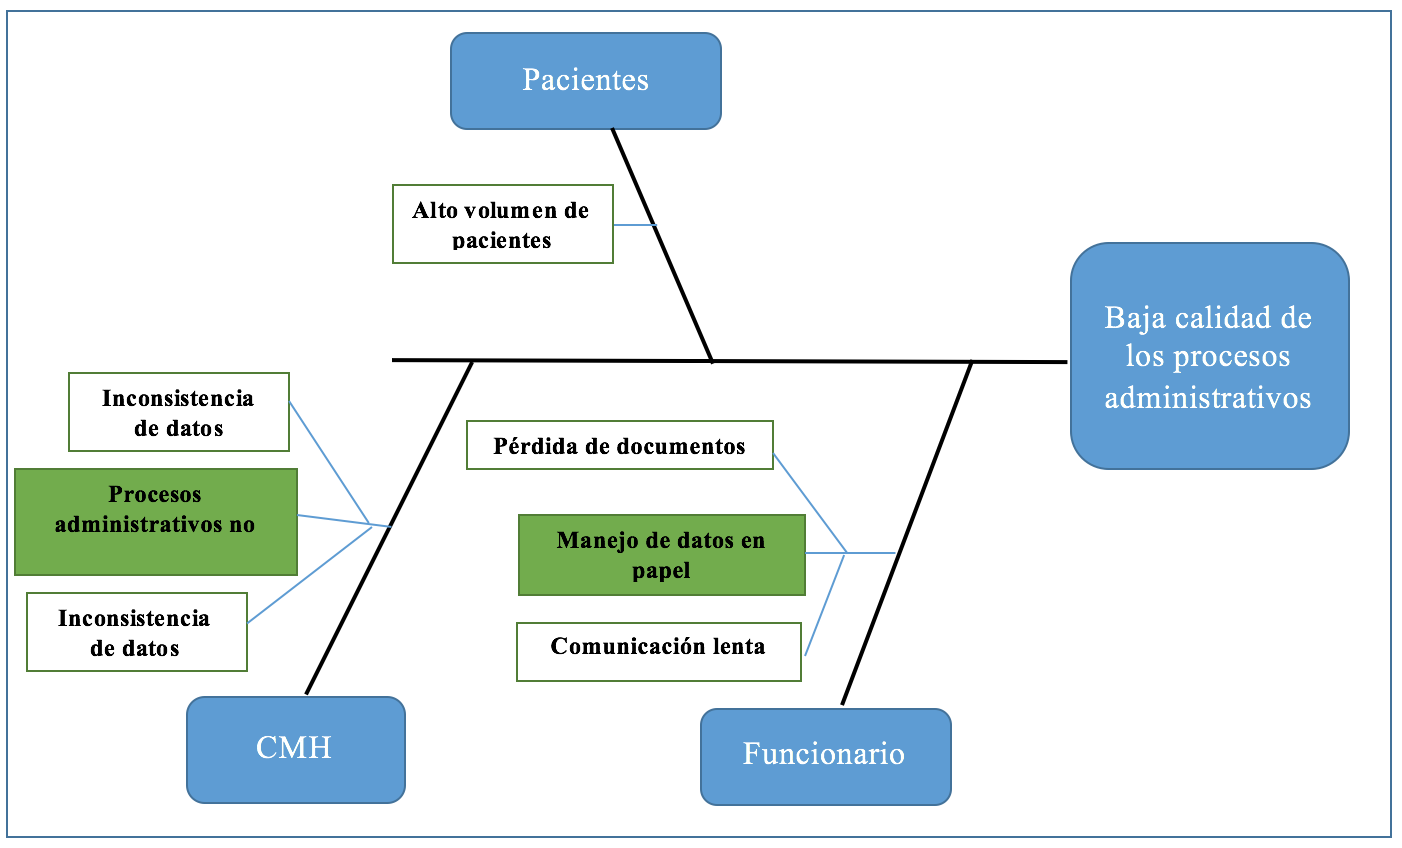 Pacientes
Alto volumen de
pacientes
Baja calidad de
los procesos
administrativos
Inconsistencia
de datos
Procesos
administrativos no
Inconsistencia
de datos
Pérdida de documentos
Manejo de datos en
papel
Comunicación lenta
CMH
Funcionario